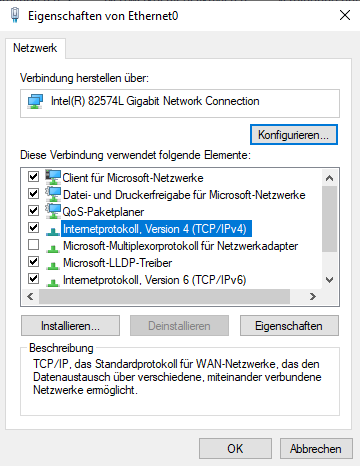 Eigenschaften von Ethernet0
Netzwerk
Verbindung herstellen über:
Intel(R) 82574L Gigabit Network Connection
Konfigurieren...
Diese Verbindung verwendet folgende Elemente:
Client für Microsoft-Netzwerke
Datei- und Druckerfreigabe für Microsoft-Netzwerke
QoS-Paketplaner
Internetprotokoll, Version 4 (TCP/IPv4)
Microsoft-Multiplexorprotokoll für Netzwerkadapter
Microsoft-LLDP-Treiber
Internetprotokoll, Version 6 (TCP/IPv6)
Installieren...
Deinstallieren
Eigenschaften
Beschreibung
TCP/IP, das Standardprotokoll für WAN-Netzwerke, das den
Datenaustausch über verschiedene, miteinander verbundene
Netzwerke ermöglicht.
OK
Abbrechen